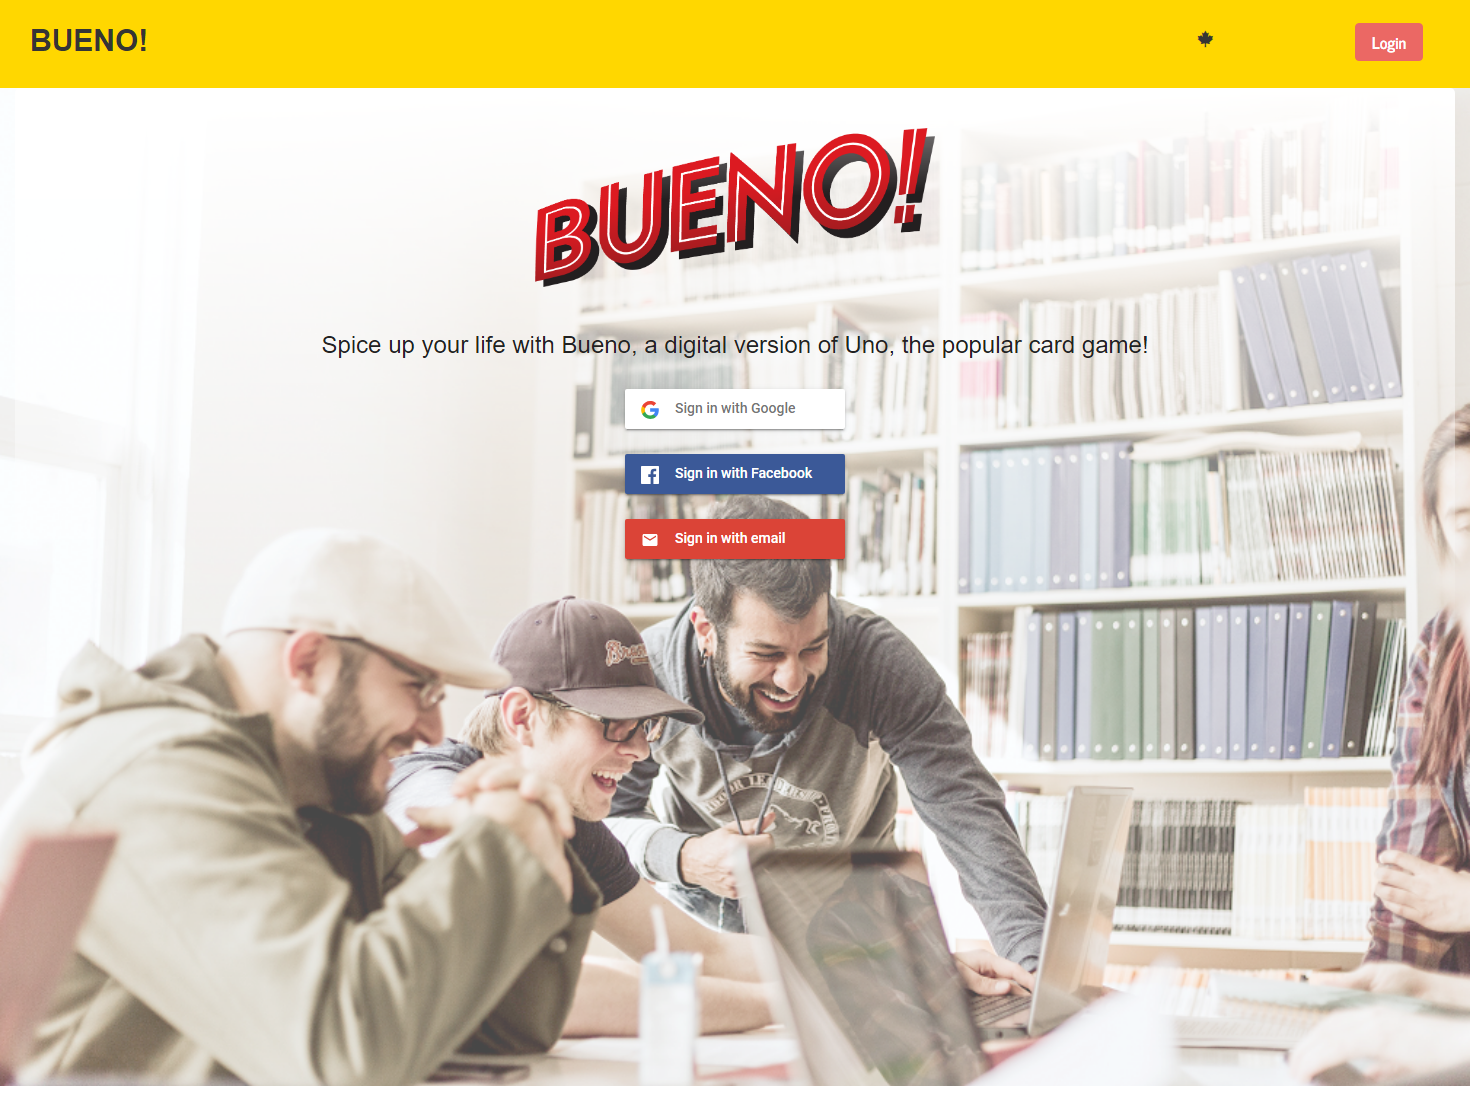 BUENO!
Login
BUENO!
Spice up your life with Bueno, a digital version of Uno, the popular card game!
Sign in with Google
Sign in with Facebook
Sign in with email